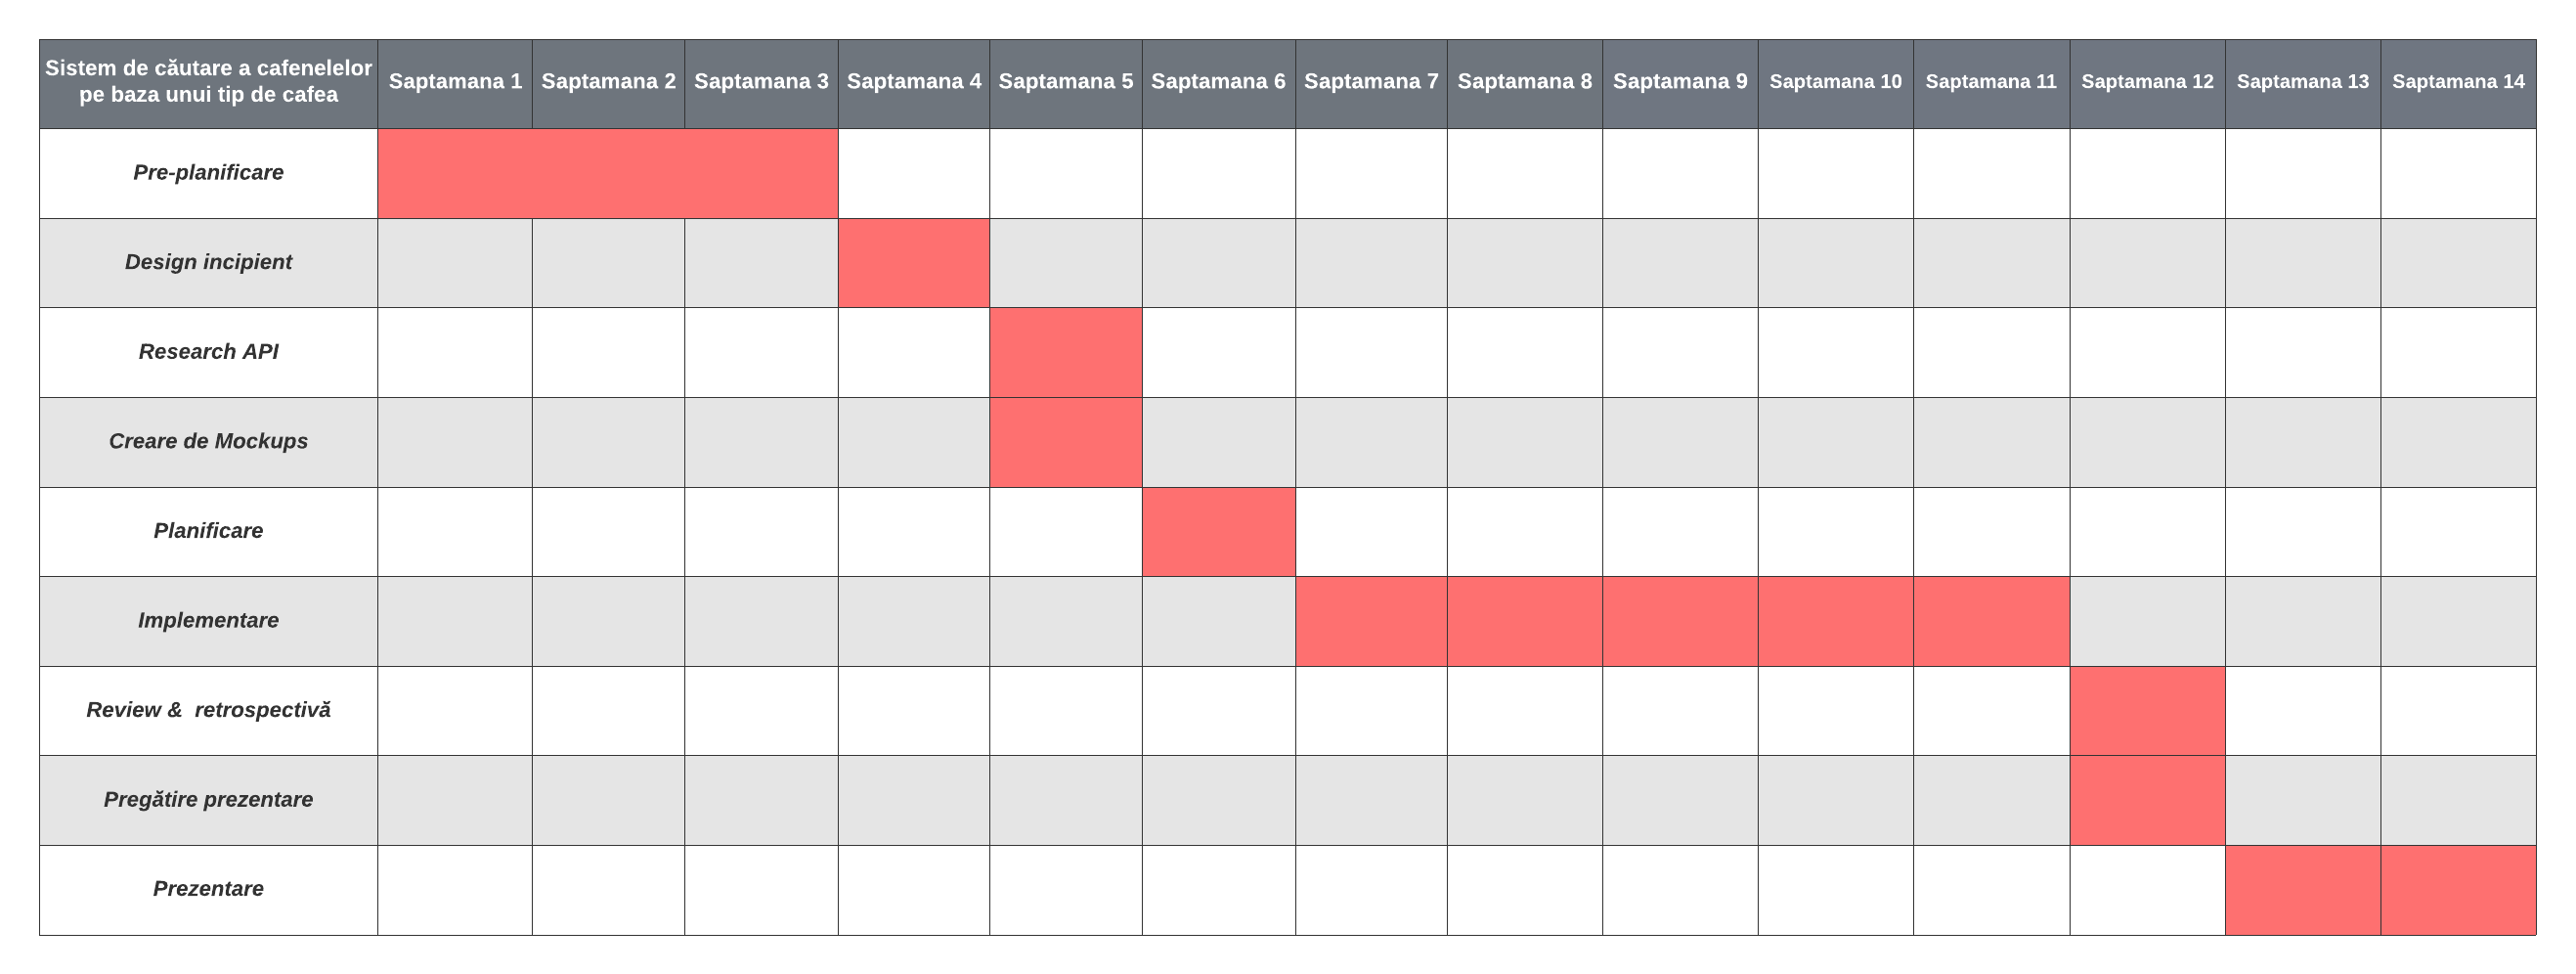 Sistem de căutare a cafenelelor
pe baza unui tip de cafea
Saptamana 1
Saptamana 2
Saptamana 3
Saptamana 4
Saptamana 5
Saptamana 6
Saptamana 7
Saptamana 8
Saptamana 9
Saptamana 10
Saptamana 11
Saptamana 12
Saptamana 13
Saptamana 14
Pre-planificare
Design incipient
Research API
Creare de Mockups
Planificare
Implementare
Review &  retrospectivă
Pregătire prezentare
Prezentare